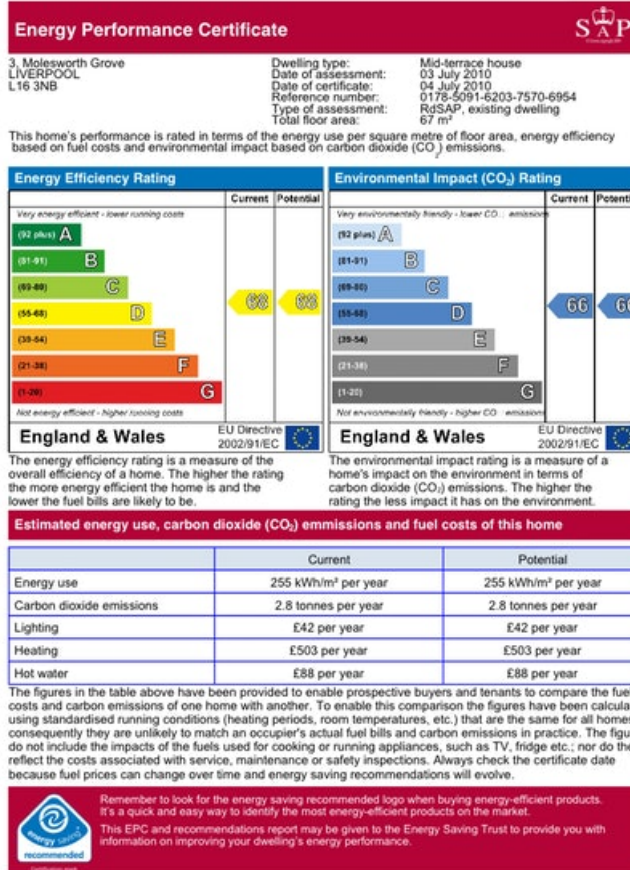 Energy Performance Certificate
SAP
3, Molesworth Grove
LIVERPOOL
L16 3NB
Dwelling type: Mid-terrace house
Date of assessment: 03 July 2010
Date of certificate: 04 July 2010
Reference number: 0178-5091-6203-7570-6954
Type of assessment: RdSAP, existing dwelling
Total floor area: 67 m²
This home's performance is rated in terms of the energy use per square metre of floor area, energy efficiency
based on fuel costs and environmental impact based on carbon dioxide (CO2) emissions.
Energy Efficiency Rating
Current Potential
Very energy efficient - lower running costs
(92 plus) A
(81-91) B
(69-80) C
(55-68) D
(39-54) E
(21-38) F
(1-20) G
68 68
Not energy efficient - higher running costs
England & Wales
EU Directive
2002/91/EC
The energy efficiency rating is a measure of the
overall efficiency of a home. The higher the rating
the more energy efficient the home is and the
lower the fuel bills are likely to be.
Environmental Impact (CO₂) Rating
Current Potenti
Very environmentally friendly - lower CO... emissions
(92 plus) A
(81-91) B
(69-80) C
(55-68) D
(39-54) E
(21-38) F
(1-20) G
66 66
Not environmentally friendly - higher CO emissions
England & Wales
EU Directive
2002/91/EC
The environmental impact rating is a measure of a
home's impact on the environment in terms of
carbon dioxide (CO₂) emissions. The higher the
rating the less impact it has on the environment.
Estimated energy use, carbon dioxide (CO₂) emmissions and fuel costs of this home
Current Potential
Energy use 255 kWh/m² per year 255 kWh/m² per year
Carbon dioxide emissions 2.8 tonnes per year 2.8 tonnes per year
Lighting £42 per year £42 per year
Heating £503 per year £503 per year
Hot water £88 per year £88 per year
The figures in the table above have been provided to enable prospective buyers and tenants to compare the fue
costs and carbon emissions of one home with another. To enable this comparison the figures have been calcula
using standardised running conditions (heating periods, room temperatures, etc.) that are the same for all homes
consequently they are unlikely to match an occupier's actual fuel bills and carbon emissions in practice. The figu
do not include the impacts of the fuels used for cooking or running appliances, such as TV, fridge etc.; nor do the
reflect the costs associated with service, maintenance or safety inspections. Always check the certificate date
because fuel prices can change over time and energy saving recommendations will evolve.
energy saving
recommended
Remember to look for the energy saving recommended logo when buying energy-efficient products.
It's a quick and easy way to identify the most energy-efficient products on the market.
This EPC and recommendations report may be given to the Energy Saving Trust to provide you with
information on improving your dwelling's energy performance.